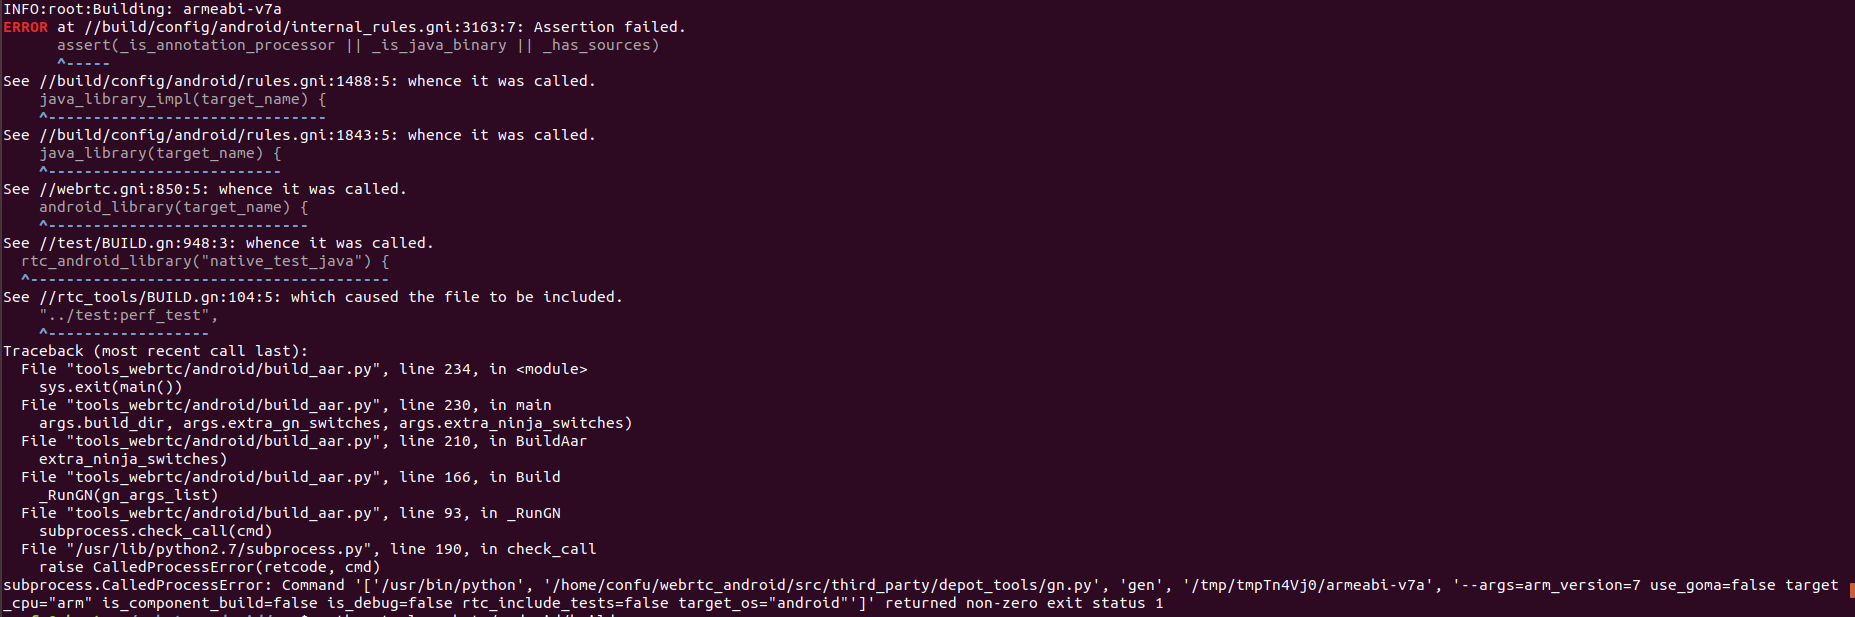 INFO:root:Building: armeabi-v7a
ERROR at //build/config/android/internal_rules.gni:3163:7: Assertion failed.
      assert(_is_annotation_processor || _is_java_binary || _has_sources)
      ^-----
See //build/config/android/rules.gni:1488:5: whence it was called.
    java_library_impl(target_name) {
    ^-------------------------------
See //build/config/android/rules.gni:1843:5: whence it was called.
    java_library(target_name) {
    ^--------------------------
See //webrtc.gni:850:5: whence it was called.
    android_library(target_name) {
    ^-----------------------------
See //test/BUILD.gn:948:3: whence it was called.
  rtc_android_library("native_test_java") {
  ^----------------------------------------
See //rtc_tools/BUILD.gn:104:5: which caused the file to be included.
    "../test:perf_test",
    ^------------------
Traceback (most recent call last):
  File "tools_webrtc/android/build_aar.py", line 234, in <module>
    sys.exit(main())
  File "tools_webrtc/android/build_aar.py", line 230, in main
    args.build_dir, args.extra_gn_switches, args.extra_ninja_switches)
  File "tools_webrtc/android/build_aar.py", line 210, in BuildAar
    extra_ninja_switches)
  File "tools_webrtc/android/build_aar.py", line 166, in Build
    _RunGN(gn_args_list)
  File "tools_webrtc/android/build_aar.py", line 93, in _RunGN
    subprocess.check_call(cmd)
  File "/usr/lib/python2.7/subprocess.py", line 190, in check_call
    raise CalledProcessError(retcode, cmd)
subprocess.CalledProcessError: Command '['/usr/bin/python', '/home/confu/webrtc_android/src/third_party/depot_tools/gn.py', 'gen', '/tmp/tmpTn4Vj0/armeabi-v7a', '--args=arm_version=7 use_goma=false target
_cpu="arm" is_component_build=false is_debug=false rtc_include_tests=false target_os="android"']' returned non-zero exit status 1